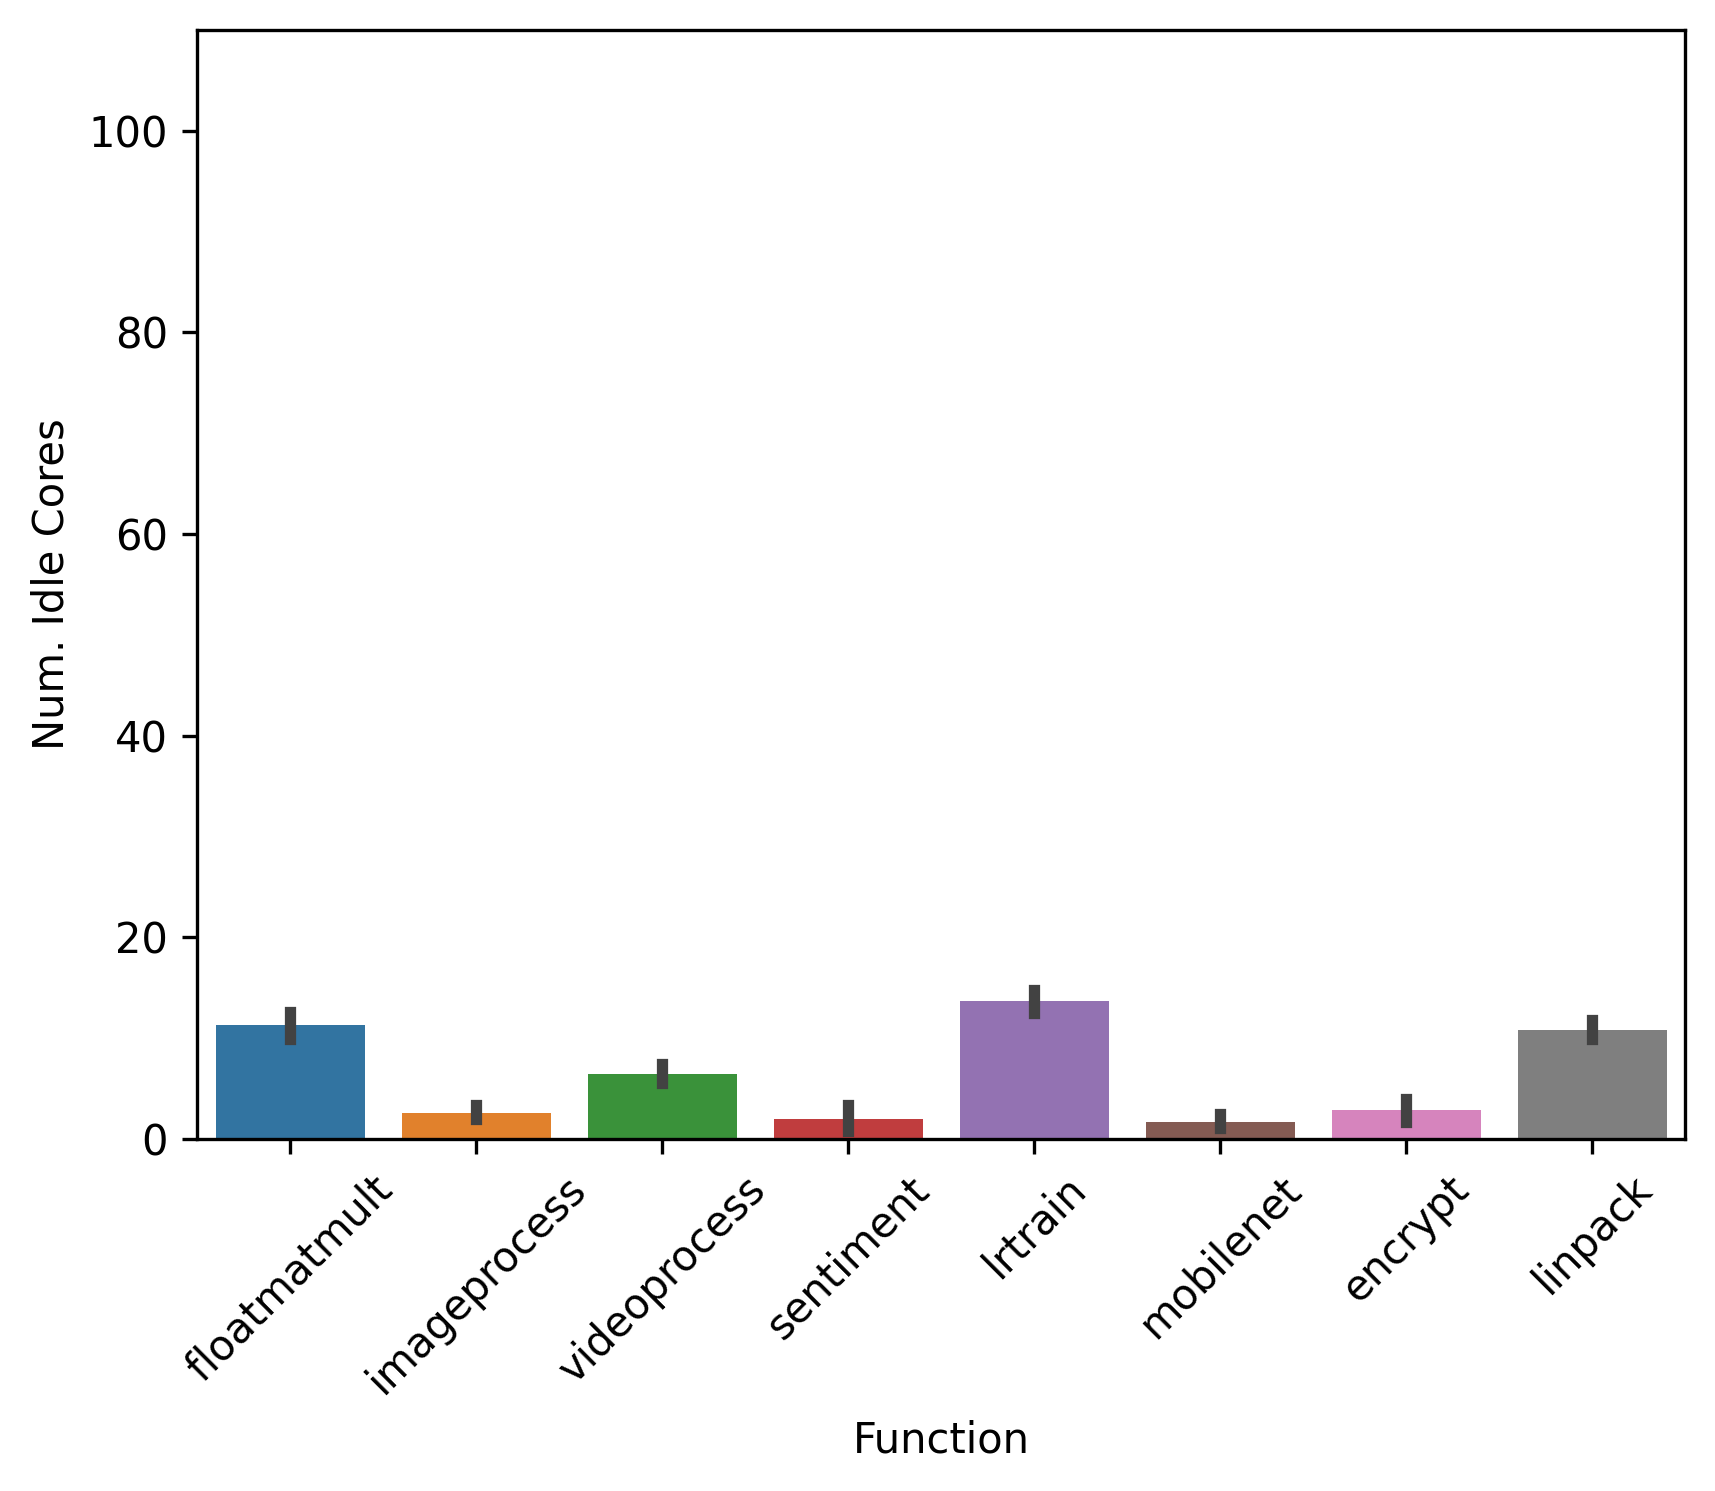 100
80
60
40
20
0
Num. Idle Cores
floatmatmult
imageprocess
videoprocess
sentiment
lrtrain
mobilenet
encrypt
linpack
Function